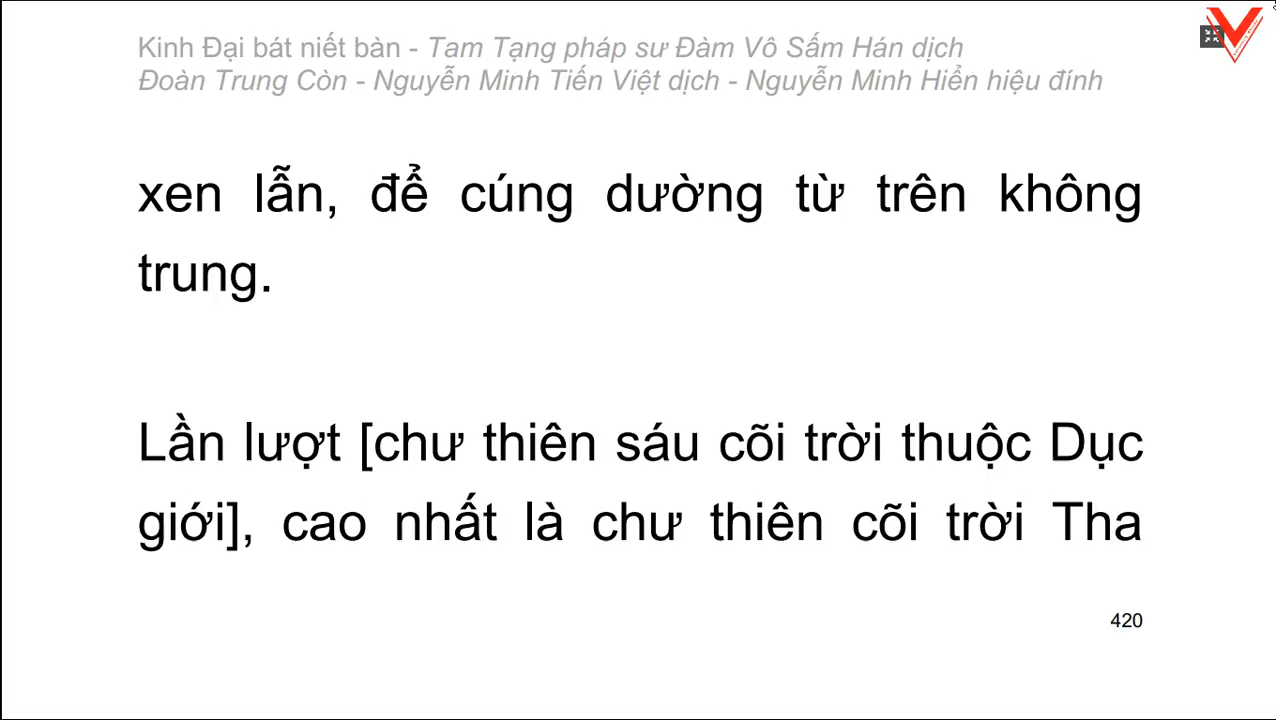 Kinh Đại bát niết bàn - Tam Tạng pháp sư Đàm Vô Sấm Hán dịch
Đoàn Trung Còn - Nguyễn Minh Tiến Việt dịch - Nguyễn Minh Hiển hiệu đính
xen lẫn, để cúng dường từ trên không
trung.
Lần lượt [chư thiên sáu cõi trời thuộc Dục
giới], cao nhất là chư thiên cõi trời Tha
420